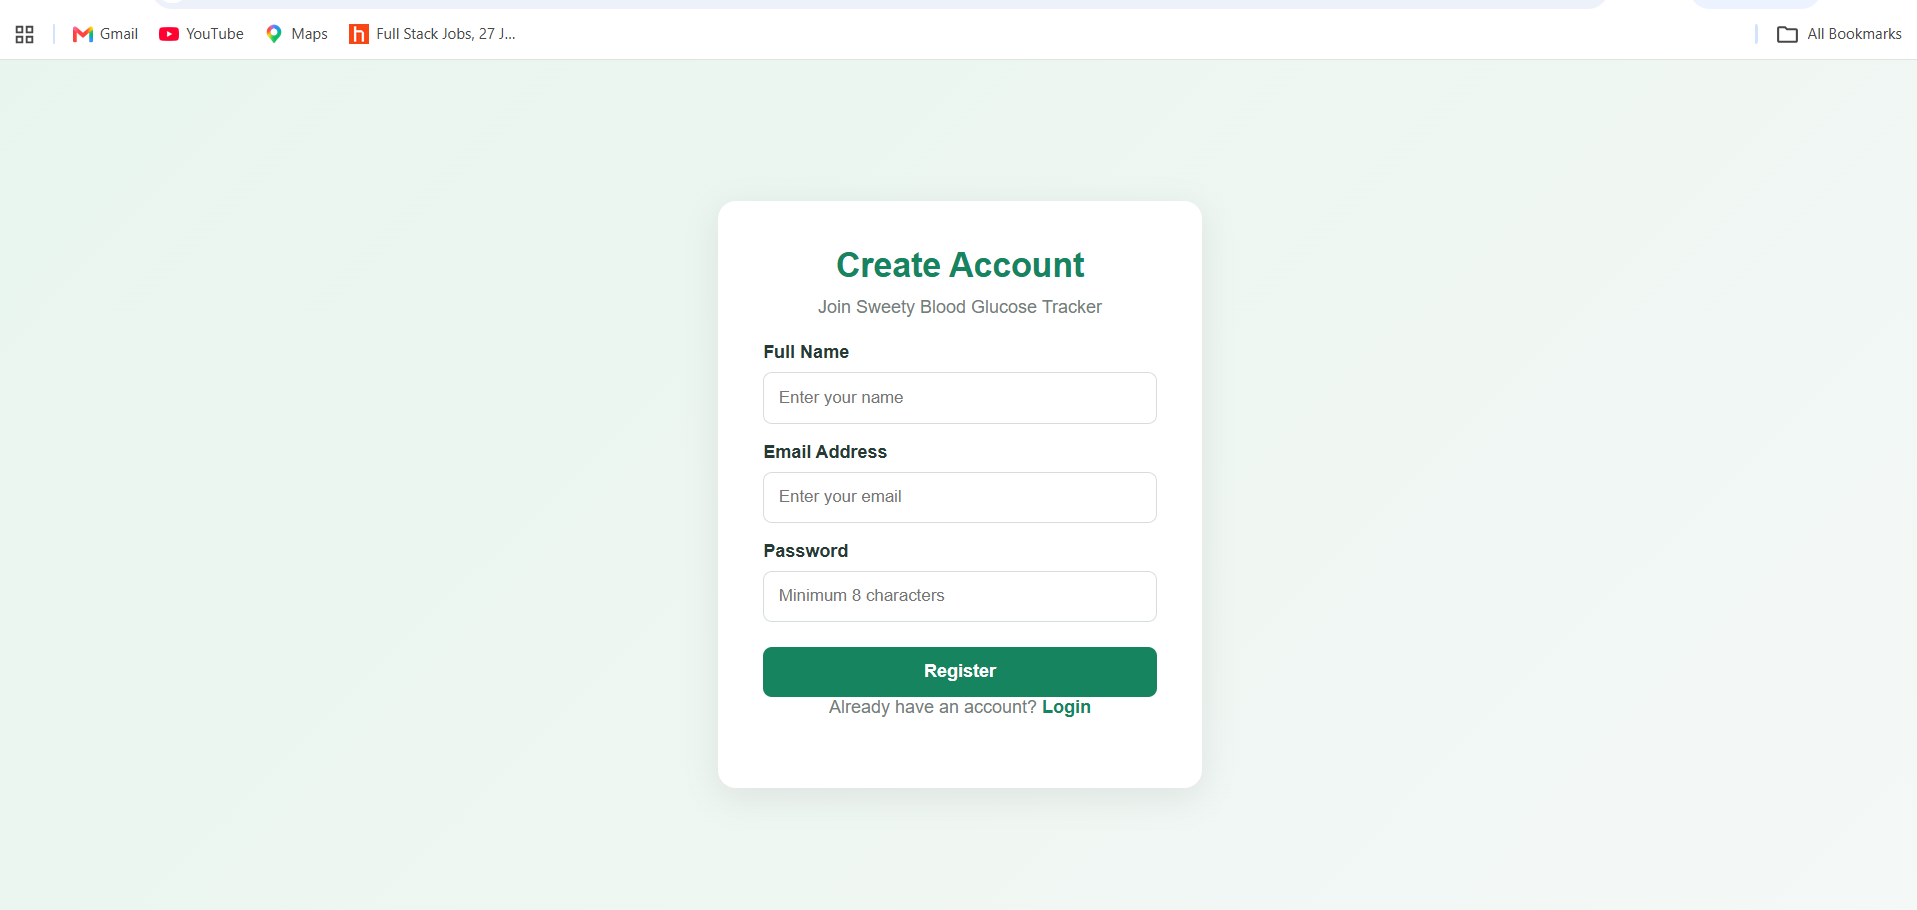 Gmail YouTube Maps h Full Stack Jobs, 27 J... All Bookmarks
Create Account
Join Sweety Blood Glucose Tracker
Full Name
Enter your name
Email Address
Enter your email
Password
Minimum 8 characters
Register
Already have an account? Login